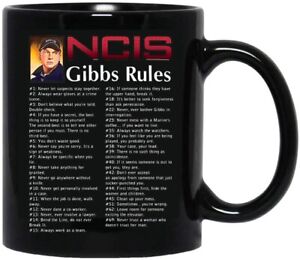 NCIS
Gibbs Rules
#1: Never let suspects stay together.
#2: Always wear gloves at a crime
scene.
#3: Don't believe what you're told.
Double check.
#4: If you have a secret, the best
thing is to keep it to yourself.
The second best is to tell one other
person if you must. There is no
third best.
#5: You don't waste good.
#6: Never say you're sorry. It's a
sign of weakness.
#7: Always be specific when you
lie.
#8: Never take anything for
granted.
#9: Never go anywhere without
a knife
#10: Never get personally involved
in a case.
#11: When the job is done, walk
away.
#12: Never date a co-worker.
#13: Never, ever involve a lawyer.
#14: Bend the Line, do not ever
Break It.
#15: Always work as a team.
#16: If someone thinks they have
the upper hand, break it.
#18: It's better to seek forgiveness
than ask permission.
#22: Never, ever bother Gibbs in
interrogation.
#23: Never mess with a Marine's
coffee... if you want to live.
#35: Always watch the watchers.
#36: If you feel like you are being
played, you probably are.
#38: Your case, your lead.
#39: There is no such thing as
coincidence.
#40: If it seems someone is out to
get you, they are.
#42: Don't ever accept
an apology from someone that just
sucker punched you.
#44: First things first, hide the
women and children.
#45: Clean up your mess.
#51: Sometimes... you're wrong.
#62: Always give people room
when
#69: Never trust a woman who
doesn't trust her man.